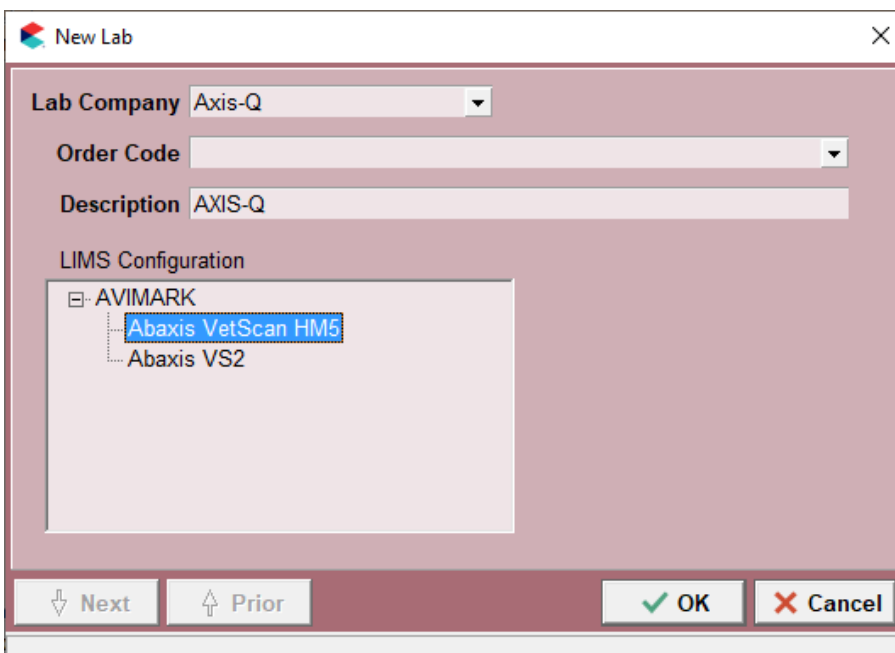 New Lab
Lab Company Axis-Q
Order Code
Description AXIS-Q
LIMS Configuration
AVIMARK
Abaxis VetScan HM5
Abaxis VS2
Next Prior OK Cancel